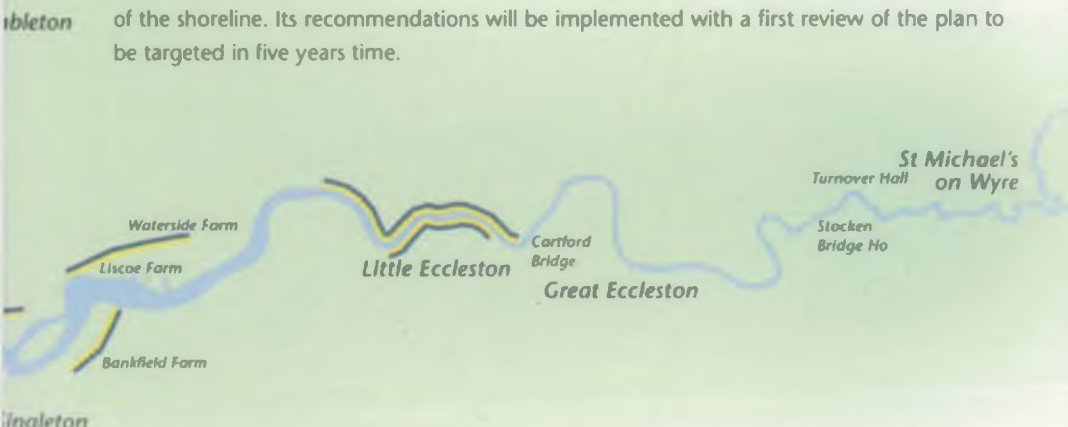 of the shoreline. Its recommendations will be implemented with a first review of the plan to
be targeted in five years time.
St Michael's
on Wyre
Turnover Hall
Stocken
Bridge Ho
Waterside Farm
Cartford
Bridge
Liscoe Farm
Little Eccleston
Great Eccleston
Bankfield Farm